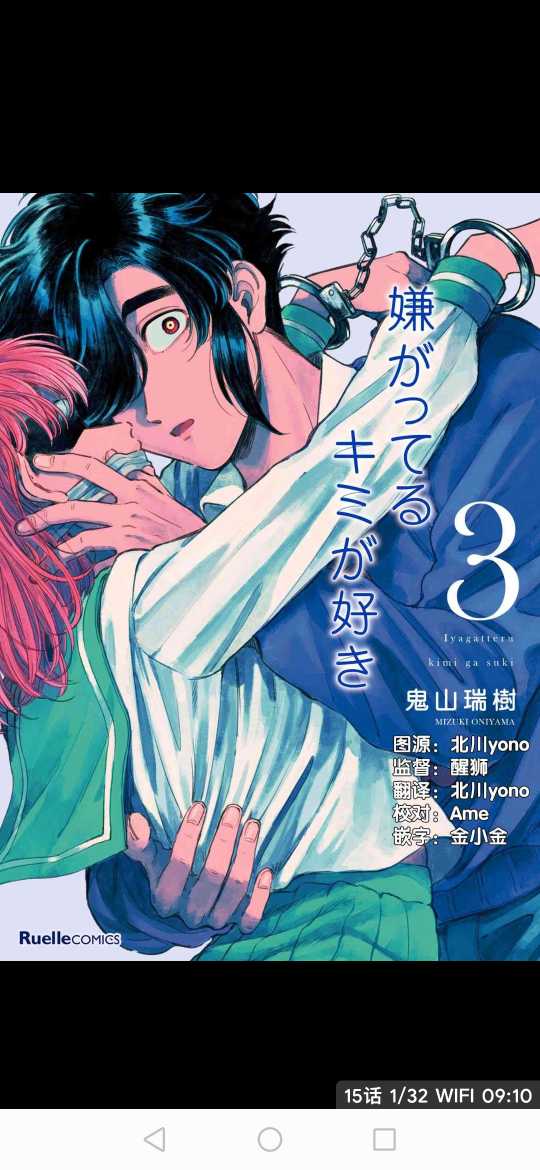 嫌がってる
キミが好き
3
Iyagatteru
kimi ga suki
鬼山瑞樹
MIZUKI ONIYAMA
图源：北川yono
监督：醒狮
翻译：北川yono
校对：Ame
嵌字：金小金
RuelleCOMICS
15话 1/32 WIFI 09:10